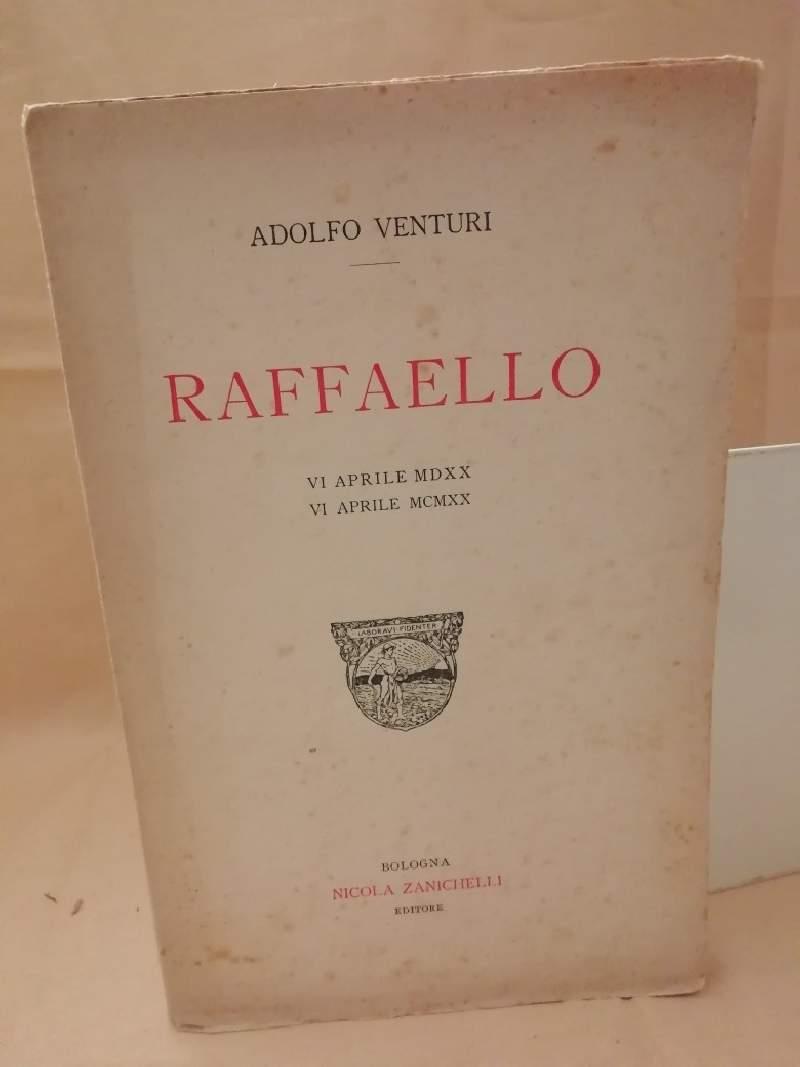 ADOLFO VENTURI
RAFFAELLO
VI APRILE MDXX
VI APRILE MCMXX
LABORAVI FIDENTER
BOLOGNA
NICOLA ZANICHELLI
EDITORE